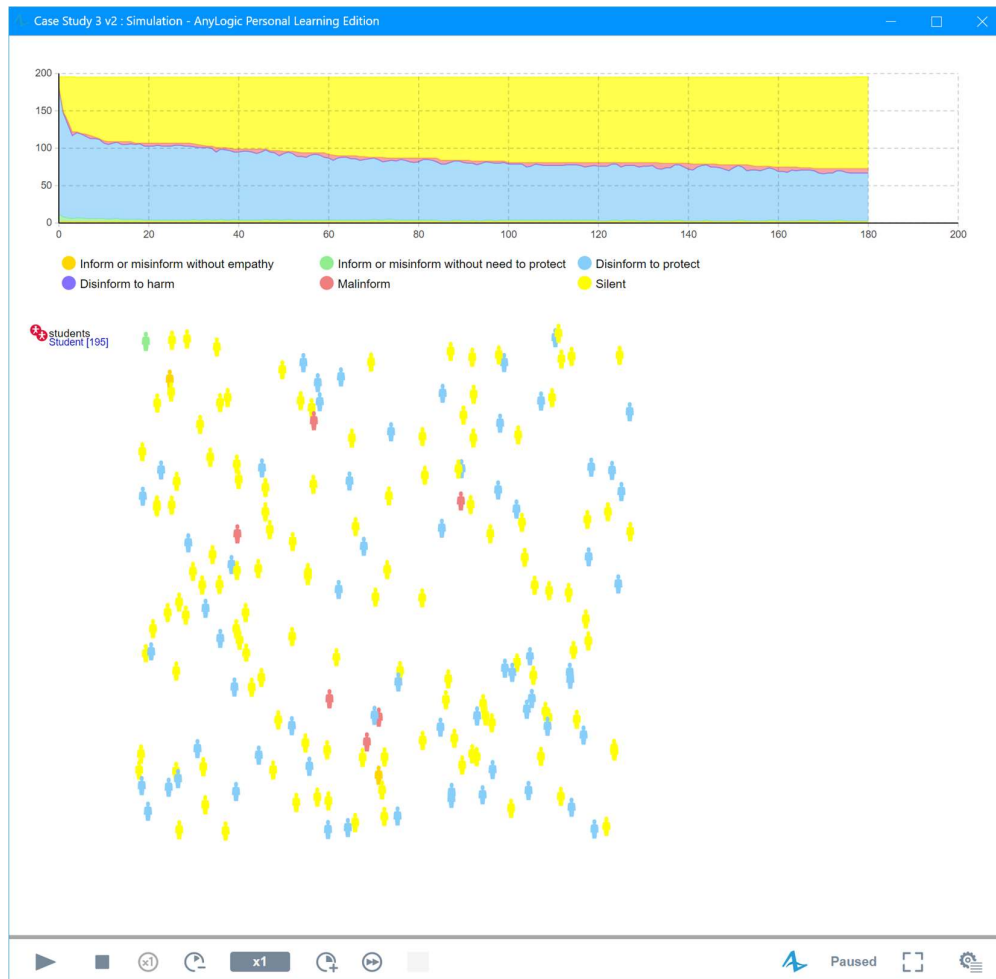 Case Study 3 v2 : Simulation - AnyLogic Personal Learning Edition
200
150
100
50
0
0 20 40 60 80 100 120 140 160 180 200
Inform or misinform without empathy Inform or misinform without need to protect Disinform to protect
Disinform to harm Malinform Silent
students
Student [195]
x1 x1 Paused